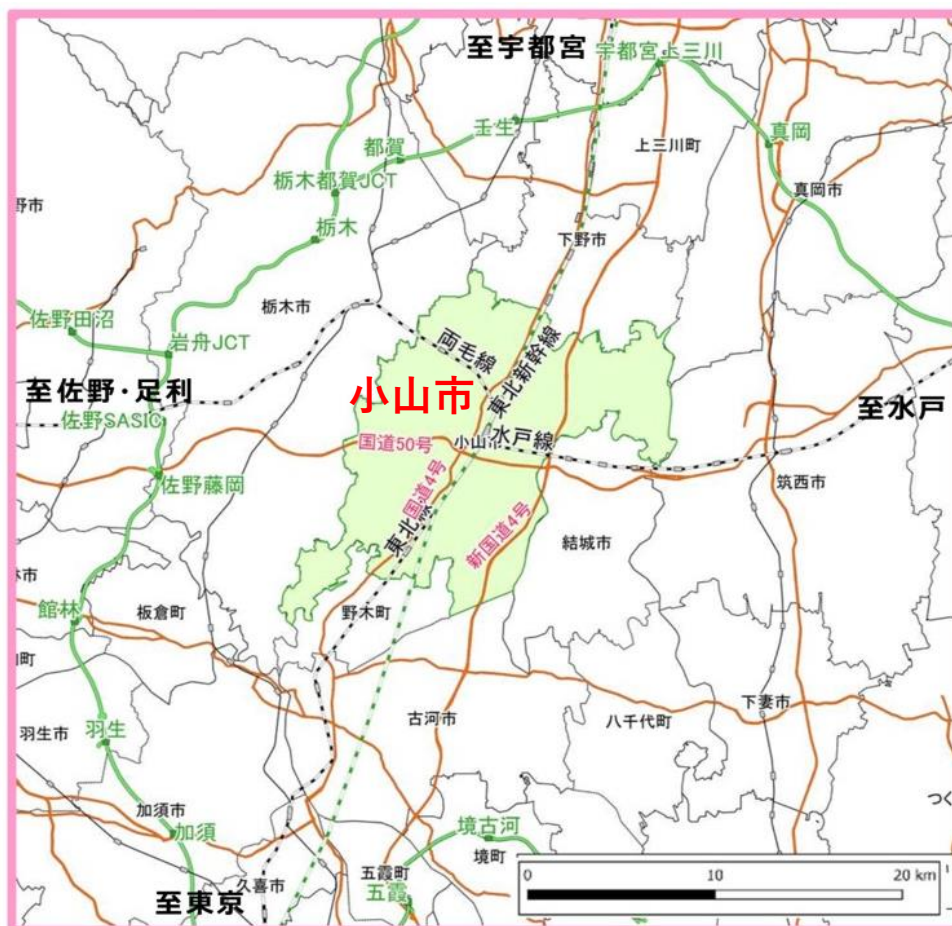 至宇都宮
宇都宮上三川
壬生
都賀
上三川町
真岡
栃木都賀JCT
真岡市
野市
栃木
下野市
栃木市
佐野田沼
岩舟JCT
両毛線
東北新幹線
至佐野・足利
小山市
至水戸
佐野SASIC
国道50号
小山市
水戸線
佐野藤岡
国道4号
筑西市
東北線
新国道4号
結城市
林市
館林
板倉町
野木町
町
羽生市
羽生
古河市
八千代町
下妻市
つく
加須市
加須
境古河
境町
五霞町
五霞
久喜市
至東京
0 10 20 km